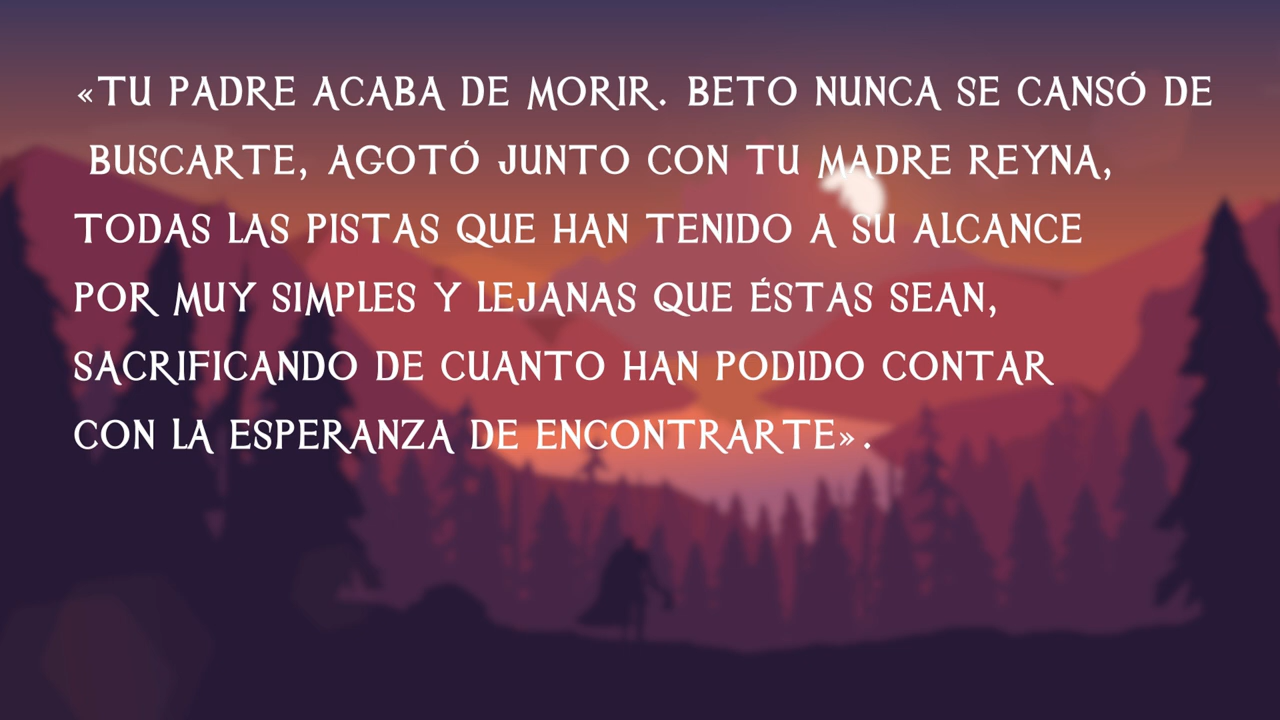 «TU PADRE ACABA DE MORIR. BETO NUNCA SE CANSÓ DE
BUSCARTE, AGOTÓ JUNTO CON TU MADRE REYNA,
TODAS LAS PISTAS QUE HAN TENIDO A SU ALCANCE
POR MUY SIMPLES Y LEJANAS QUE ÉSTAS SEAN,
SACRIFICANDO DE CUANTO HAN PODIDO CONTAR
CON LA ESPERANZA DE ENCONTRARTE».